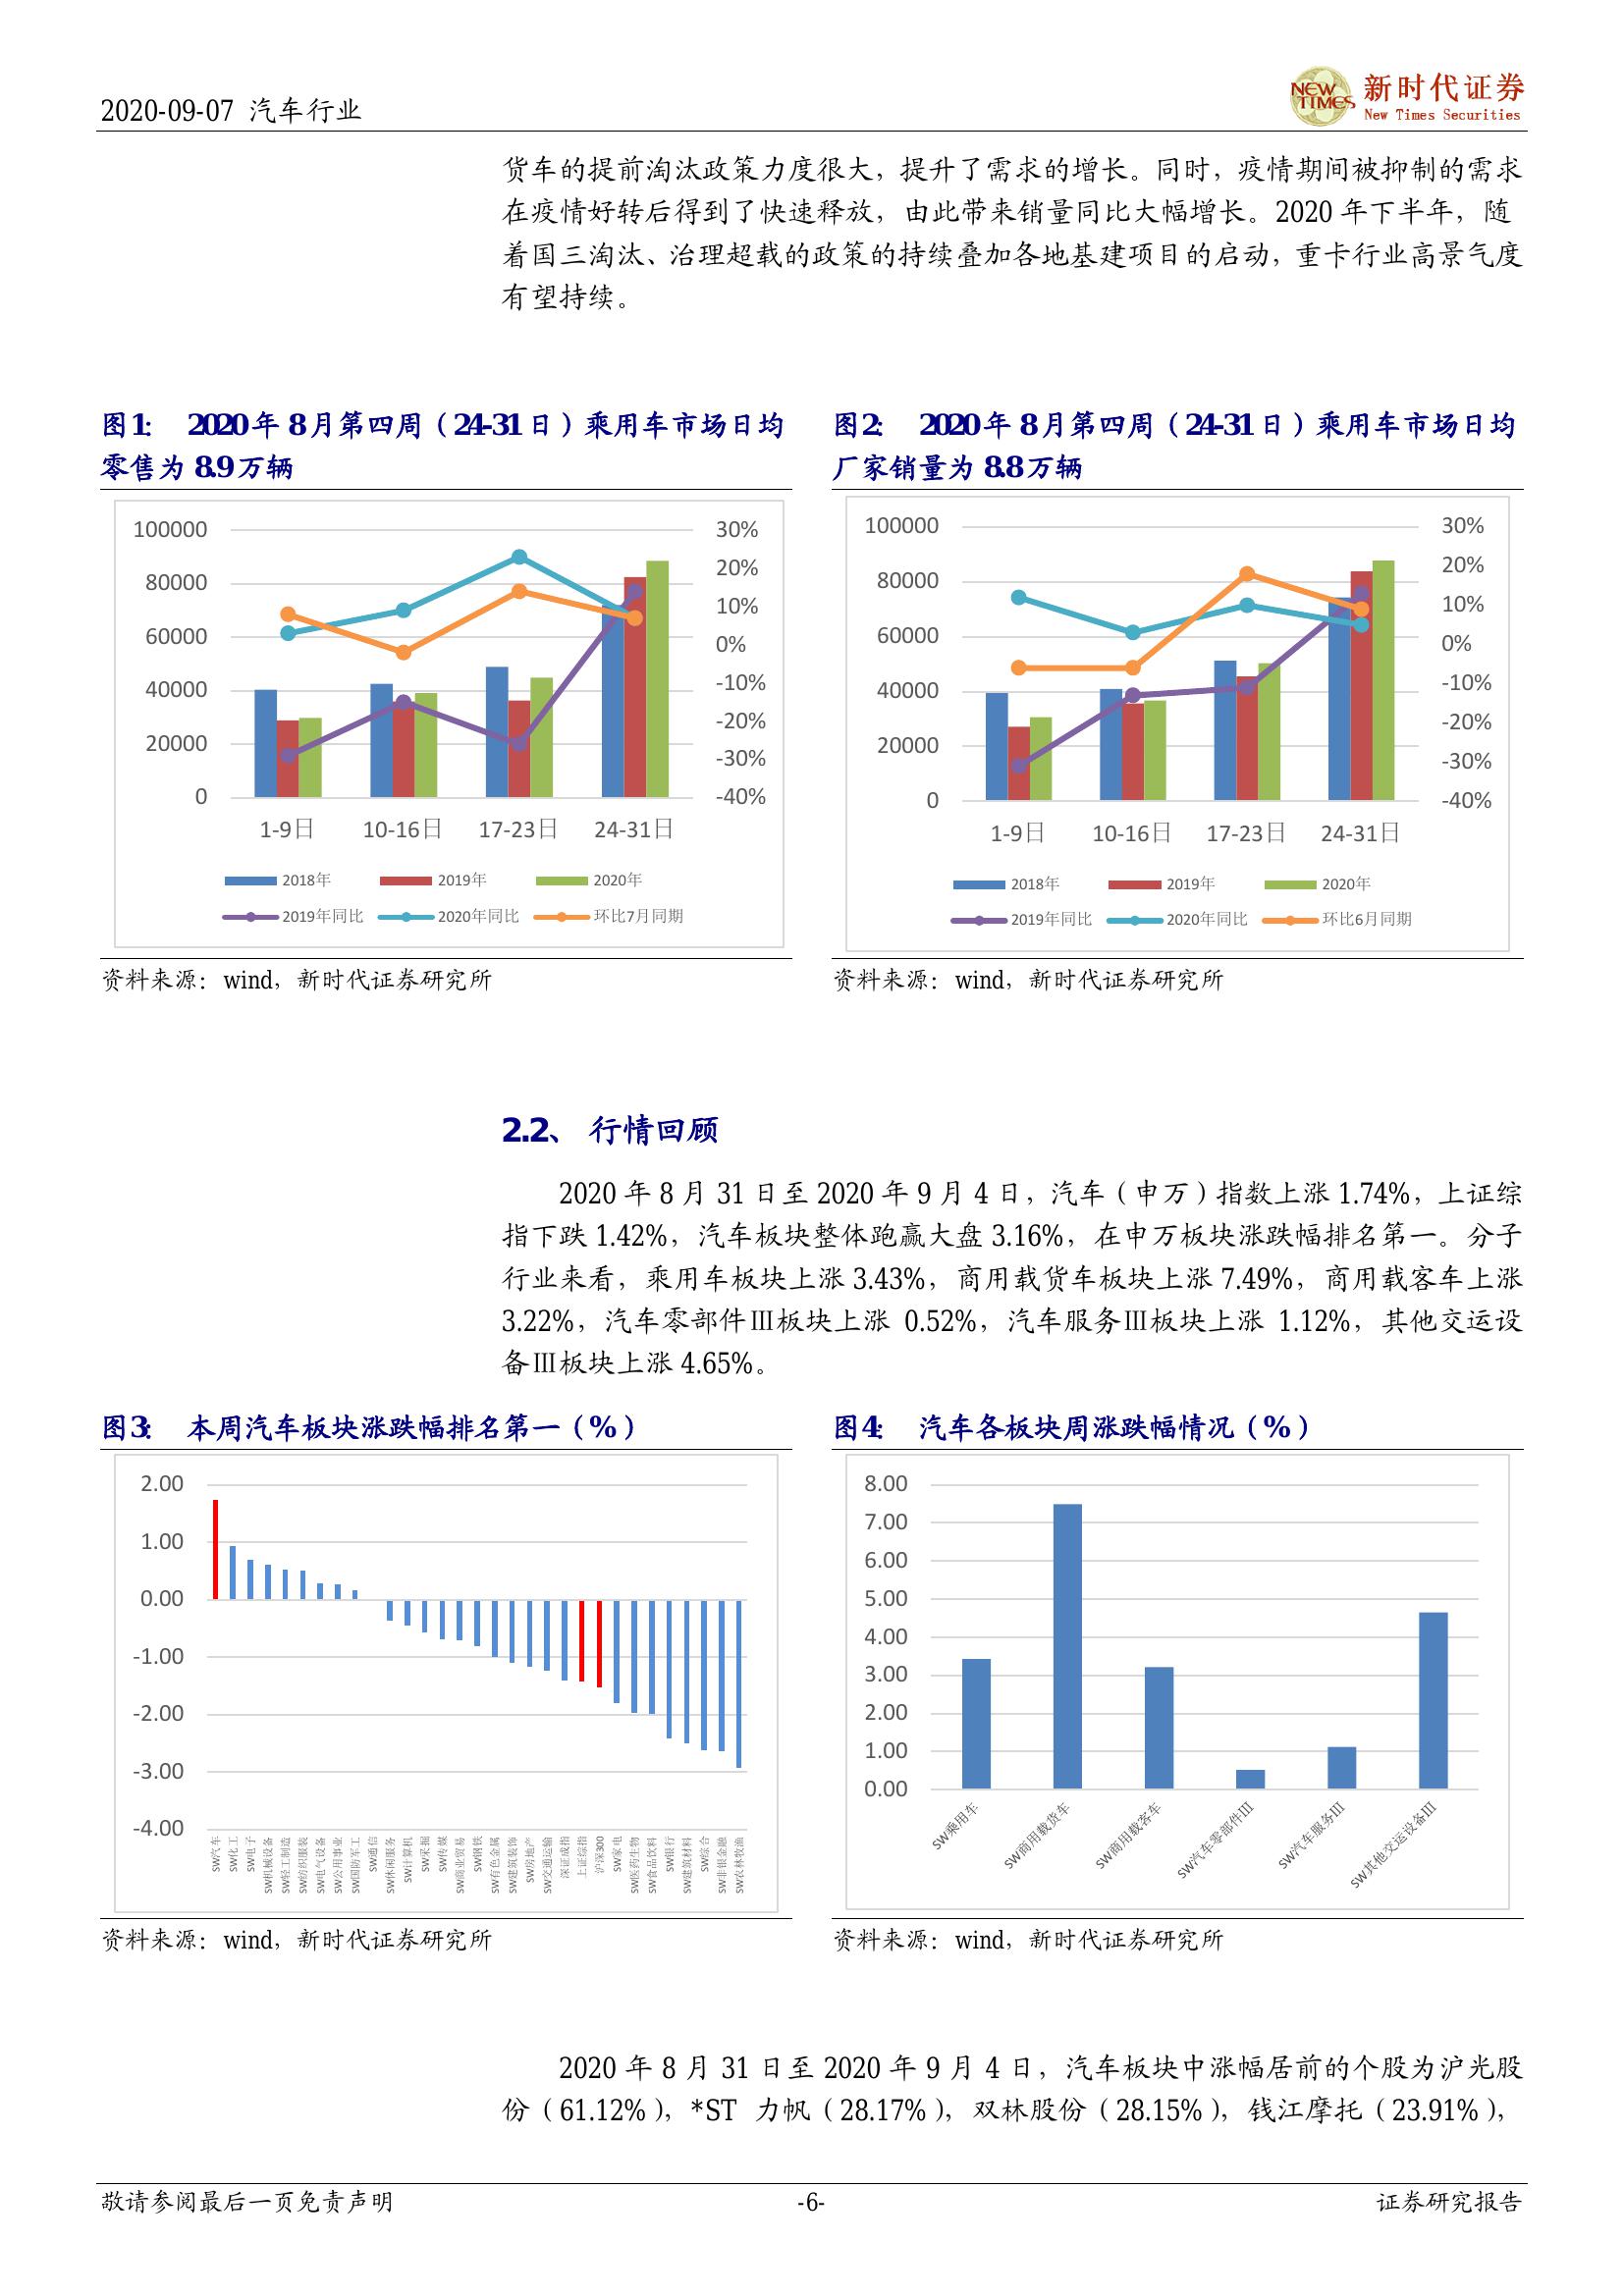 2020-09-07 汽车行业
NEW TIMES
新时代证券
New Times Securities
货车的提前淘汰政策力度很大，提升了需求的增长。同时，疫情期间被抑制的需求
在疫情好转后得到了快速释放，由此带来销量同比大幅增长。2020 年下半年，随
着国三淘汰、治理超载的政策的持续叠加各地基建项目的启动，重卡行业高景气度
有望持续。
图1： 2020 年 8 月第四周（24-31 日）乘用车市场日均
零售为 8.9 万辆
100000
80000
60000
40000
20000
0
30%
20%
10%
0%
-10%
-20%
-30%
-40%
1-9日 10-16日 17-23日 24-31日
2018年 2019年 2020年
2019年同比 2020年同比 环比7月同期
资料来源：wind，新时代证券研究所
图2： 2020 年 8 月第四周（24-31 日）乘用车市场日均
厂家销量为 8.8 万辆
100000
80000
60000
40000
20000
0
30%
20%
10%
0%
-10%
-20%
-30%
-40%
1-9日 10-16日 17-23日 24-31日
2018年 2019年 2020年
2019年同比 2020年同比 环比6月同期
资料来源：wind，新时代证券研究所
2.2、 行情回顾
2020 年 8 月 31 日至 2020 年 9 月 4 日，汽车（申万）指数上涨 1.74%，上证综
指下跌 1.42%，汽车板块整体跑赢大盘 3.16%，在申万板块涨跌幅排名第一。分子
行业来看，乘用车板块上涨 3.43%，商用载货车板块上涨 7.49%，商用载客车上涨
3.22%，汽车零部件Ⅲ板块上涨 0.52%，汽车服务Ⅲ板块上涨 1.12%，其他交运设
备Ⅲ板块上涨 4.65%。
图3： 本周汽车板块涨跌幅排名第一（%）
2.00
1.00
0.00
-1.00
-2.00
-3.00
-4.00
SW汽车
SW化工
SW电子
SW机械设备
SW轻工制造
SW纺织服装
SW电气设备
SW公用事业
SW国防军工
SW通信
SW休闲服务
SW计算机
SW采掘
SW传媒
SW商业贸易
SW钢铁
SW有色金属
SW建筑装饰
SW房地产
SW交通运输
深证成指
上证综指
沪深300
SW家电
SW医药生物
SW食品饮料
SW银行
SW建筑材料
SW综合
SW非银金融
SW农林牧渔
资料来源：wind，新时代证券研究所
图4： 汽车各板块周涨跌幅情况（%）
8.00
7.00
6.00
5.00
4.00
3.00
2.00
1.00
0.00
SW乘用车
SW商用载货车
SW商用载客车
SW汽车零部件III
SW汽车服务III
SW其他交运设备III
资料来源：wind，新时代证券研究所
2020 年 8 月 31 日至 2020 年 9 月 4 日，汽车板块中涨幅居前的个股为沪光股
份（61.12%），*ST 力帆（28.17%），双林股份（28.15%），钱江摩托（23.91%），
敬请参阅最后一页免责声明
-6-
证券研究报告